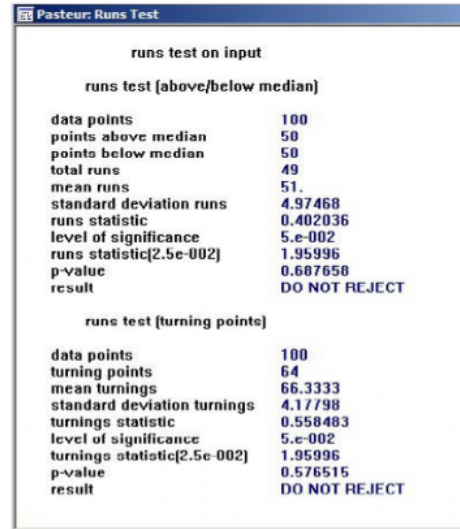 Pasteur: Runs Test
runs test on input
runs test (above/below median)
data points 100
points above median 50
points below median 50
total runs 49
mean runs 51.
standard deviation runs 4.97468
runs statistic 0.402036
level of significance 5.e-002
runs statistic(2.5e-002) 1.95996
p-value 0.687658
result DO NOT REJECT
runs test (turning points)
data points 100
turning points 64
mean turnings 66.3333
standard deviation turnings 4.17798
turnings statistic 0.558483
level of significance 5.e-002
turnings statistic(2.5e-002) 1.95996
p-value 0.576515
result DO NOT REJECT